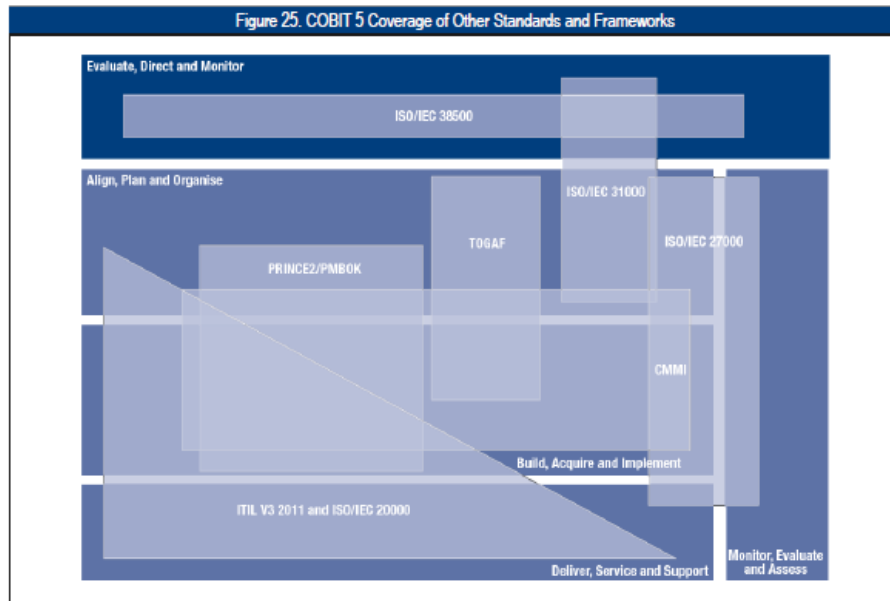 Figure 25. COBIT 5 Coverage of Other Standards and Frameworks
Evaluate, Direct and Monitor
ISO/IEC 38500
Align, Plan and Organise
ISO/IEC 31000
TOGAF
ISO/IEC 27000
PRINCE2/PMBOK
CMMI
Build, Acquire and Implement
ITIL V3 2011 and ISO/IEC 20000
Deliver, Service and Support
Monitor, Evaluate
and Assess